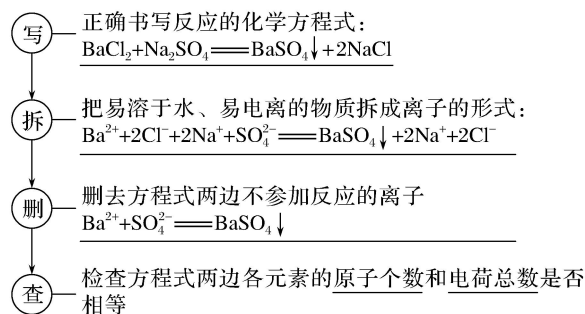 写
正确书写反应的化学方程式：
BaCl₂+Na₂SO₄══BaSO₄↓+2NaCl
拆
把易溶于水、易电离的物质拆成离子的形式：
Ba²⁺+2Cl⁻+2Na⁺+SO₄²⁻══BaSO₄↓+2Na⁺+2Cl⁻
删
删去方程式两边不参加反应的离子
Ba²⁺+SO₄²⁻══BaSO₄↓
查
检查方程式两边各元素的原子个数和电荷总数是否
相等